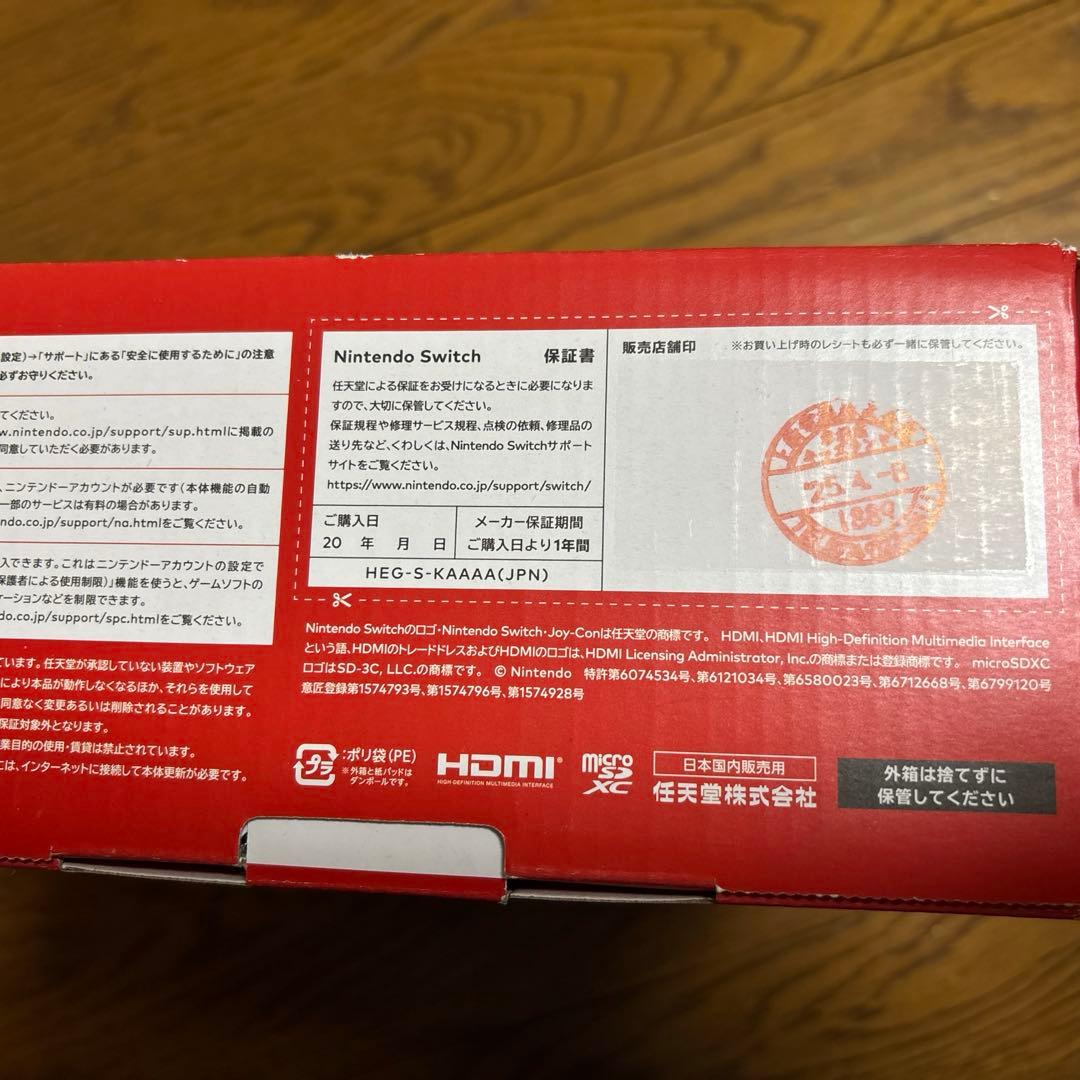 設定)→「サポート」にある「安全に使用するために」の注意
必ずお守りください。
てください。
w.nintendo.co.jp/support/sup.htmlに掲載の
同意していただく必要があります。
、ニンテンドーアカウントが必要です(本体機能の自動
一部のサービスは有料の場合があります。
ndo.co.jp/support/na.htmlをご覧ください。
入できます。これはニンテンドーアカウントの設定で
保護者による使用制限)」機能を使うと、ゲームソフトの
ケーションなどを制限できます。
do.co.jp/support/spc.htmlをご覧ください。
ています。任天堂が承認していない装置やソフトウェア
により本品が動作しなくなるほか、それらを使用して
同意なく変更あるいは削除されることがあります。
保証対象外となります。
業目的の使用・賃貸は禁止されています。
には、インターネットに接続して本体更新が必要です。
Nintendo Switch 保証書
任天堂による保証をお受けになるときに必要になりま
すので、大切に保管してください。
保証規程や修理サービス規程、点検の依頼、修理品の
送り先など、くわしくは、Nintendo Switchサポート
サイトをご覧ください。
https://www.nintendo.co.jp/support/switch/
ご購入日
20 年 月 日
メーカー保証期間
ご購入日より1年間
HEG-S-KAAAA(JPN)
販売店舗印 ※お買い上げ時のレシートも必ず一緒に保管してください。
25.4.-8
1889
Nintendo Switchのロゴ・Nintendo Switch・Joy-Conは任天堂の商標です。 HDMI、HDMI High-Definition Multimedia Interface
という語、HDMIのトレードドレスおよびHDMIのロゴは、HDMI Licensing Administrator, Inc.の商標または登録商標です。 microSDXC
ロゴはSD-3C, LLC.の商標です。 © Nintendo 特許第6074534号、第6121034号、第6580023号、第6712668号、第6799120号
意匠登録第1574793号、第1574796号、第1574928号
プラ
:ポリ袋(PE)
※外箱と紙パッドは
ダンボールです。
HDMI
HIGH-DEFINITION MULTIMEDIA INTERFACE
micro
SD
XC
日本国内販売用
任天堂株式会社
外箱は捨てずに
保管してください